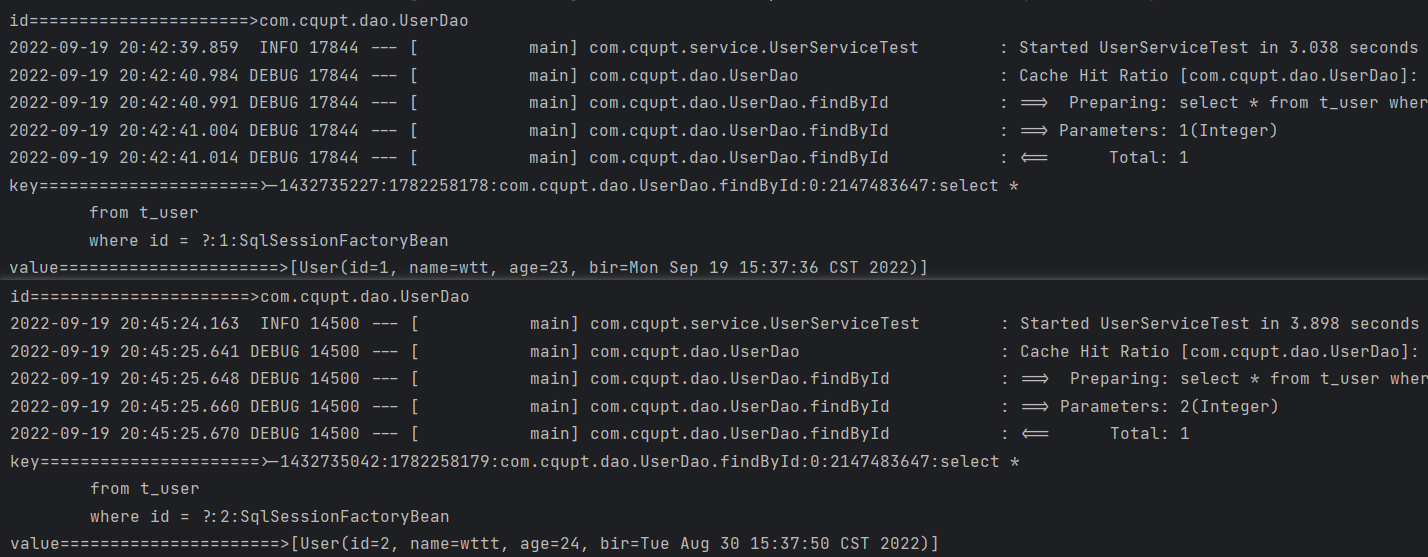 id======================>com.cqupt.dao.UserDao
2022-09-19 20:42:39.859  INFO 17844 --- [           main] com.cqupt.service.UserServiceTest        : Started UserServiceTest in 3.038 seconds
2022-09-19 20:42:40.984 DEBUG 17844 --- [           main] com.cqupt.dao.UserDao                    : Cache Hit Ratio [com.cqupt.dao.UserDao]:
2022-09-19 20:42:40.991 DEBUG 17844 --- [           main] com.cqupt.dao.UserDao.findById           : ==>  Preparing: select * from t_user wher
2022-09-19 20:42:41.004 DEBUG 17844 --- [           main] com.cqupt.dao.UserDao.findById           : ==> Parameters: 1(Integer)
2022-09-19 20:42:41.014 DEBUG 17844 --- [           main] com.cqupt.dao.UserDao.findById           : <==      Total: 1
key======================>-1432735227:1782258178:com.cqupt.dao.UserDao.findById:0:2147483647:select *
        from t_user
        where id = ?:1:SqlSessionFactoryBean
value======================>[User(id=1, name=wtt, age=23, bir=Mon Sep 19 15:37:36 CST 2022)]
id======================>com.cqupt.dao.UserDao
2022-09-19 20:45:24.163  INFO 14500 --- [           main] com.cqupt.service.UserServiceTest        : Started UserServiceTest in 3.898 seconds
2022-09-19 20:45:25.641 DEBUG 14500 --- [           main] com.cqupt.dao.UserDao                    : Cache Hit Ratio [com.cqupt.dao.UserDao]:
2022-09-19 20:45:25.648 DEBUG 14500 --- [           main] com.cqupt.dao.UserDao.findById           : ==>  Preparing: select * from t_user wher
2022-09-19 20:45:25.660 DEBUG 14500 --- [           main] com.cqupt.dao.UserDao.findById           : ==> Parameters: 2(Integer)
2022-09-19 20:45:25.670 DEBUG 14500 --- [           main] com.cqupt.dao.UserDao.findById           : <==      Total: 1
key======================>-1432735042:1782258179:com.cqupt.dao.UserDao.findById:0:2147483647:select *
        from t_user
        where id = ?:2:SqlSessionFactoryBean
value======================>[User(id=2, name=wttt, age=24, bir=Tue Aug 30 15:37:50 CST 2022)]